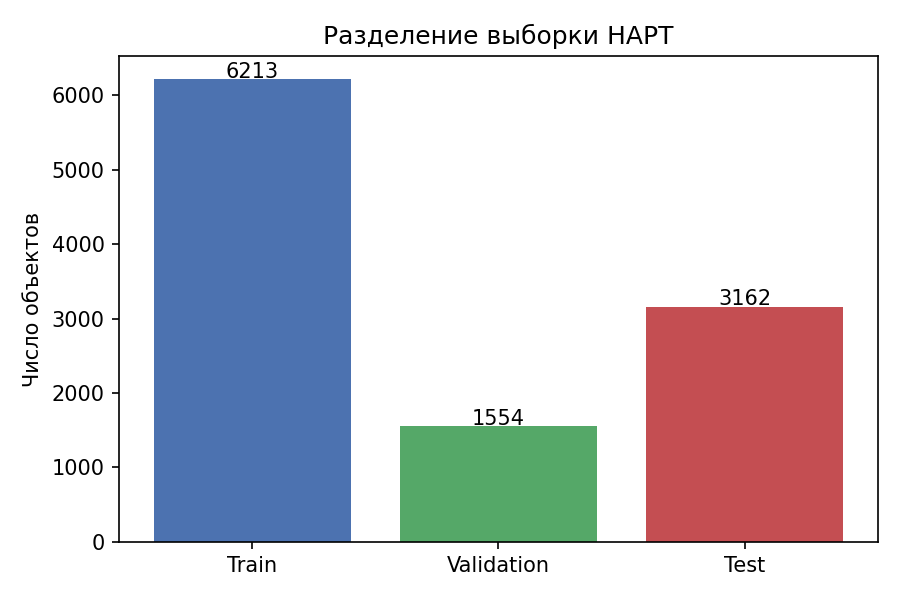 Разделение выборки HAPT
Число объектов
6000
5000
4000
3000
2000
1000
0
6213
1554
3162
Train
Validation
Test